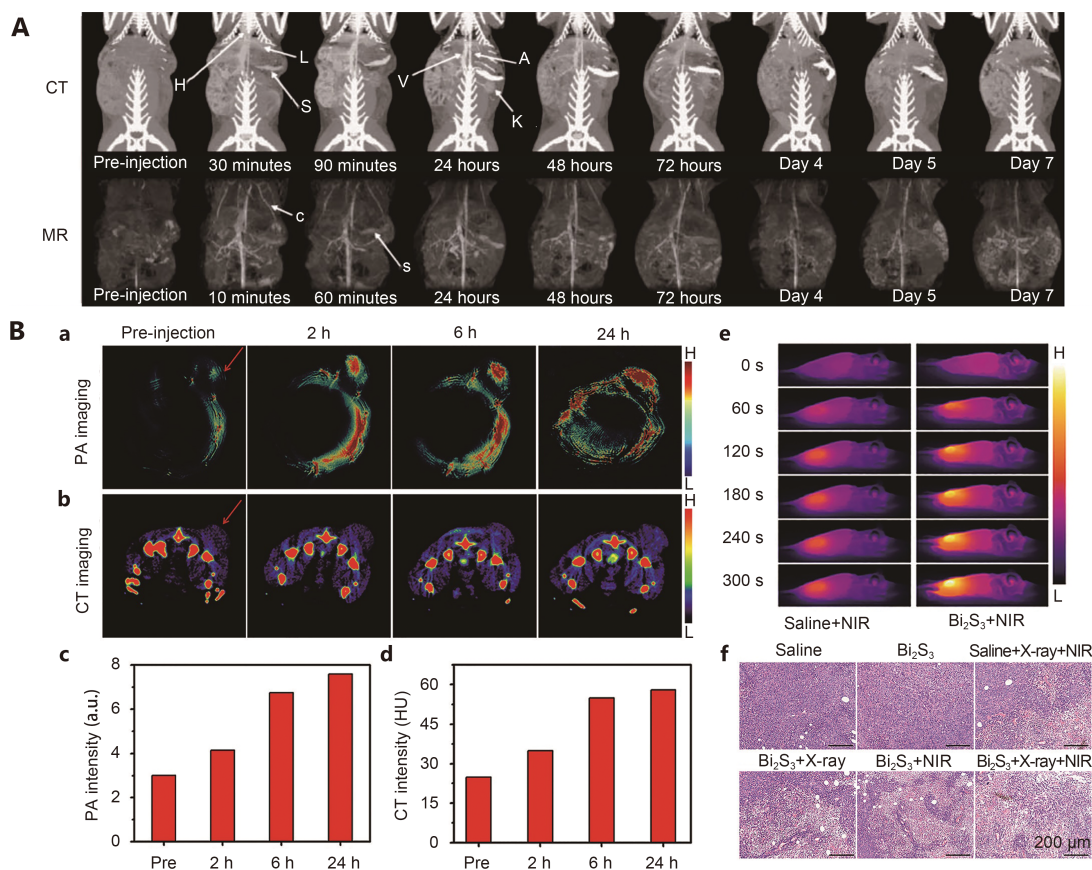 A
CT
H
L
S
V
A
K
Pre-injection 30 minutes 90 minutes 24 hours 48 hours 72 hours Day 4 Day 5 Day 7
MR
c
s
Pre-injection 10 minutes 60 minutes 24 hours 48 hours 72 hours Day 4 Day 5 Day 7
B
a
Pre-injection 2 h 6 h 24 h
PA imaging
H
L
b
CT imaging
H
L
c
PA intensity (a.u.)
8
6
4
2
0
Pre 2 h 6 h 24 h
d
CT intensity (HU)
60
45
30
15
0
Pre 2 h 6 h 24 h
e
0 s
60 s
120 s
180 s
240 s
300 s
H
L
Saline+NIR Bi₂S₃+NIR
f
Saline Bi₂S₃ Saline+X-ray+NIR
Bi₂S₃+X-ray Bi₂S₃+NIR Bi₂S₃+X-ray+NIR
200 μm